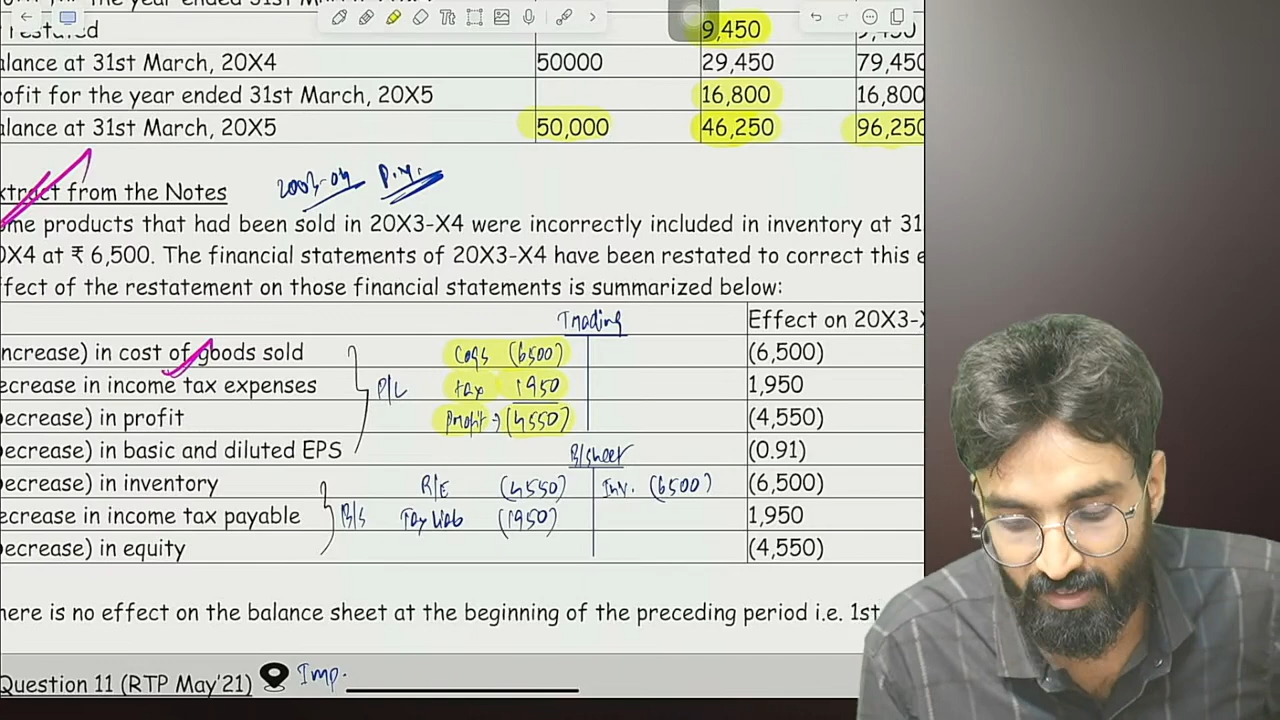 restated 9,450 9,450
alance at 31st March, 20X4 50000 29,450 79,450
rofit for the year ended 31st March, 20X5 16,800 16,800
alance at 31st March, 20X5 50,000 46,250 96,250
xtract from the Notes 2003-04 P.Y.
ome products that had been sold in 20X3-X4 were incorrectly included in inventory at 31
0X4 at ₹ 6,500. The financial statements of 20X3-X4 have been restated to correct this e
ffect of the restatement on those financial statements is summarized below:
Trading Effect on 20X3-X
ncrease) in cost of goods sold Cogs (6500) (6,500)
ecrease in income tax expenses P/L tax 1950 1,950
ecrease) in profit Profit → (4550) (4,550)
ecrease) in basic and diluted EPS B/sheet (0.91)
ecrease) in inventory R/E (4550) Inv. (6500) (6,500)
ecrease in income tax payable B/S Tax Liab (1950) 1,950
ecrease) in equity (4,550)
here is no effect on the balance sheet at the beginning of the preceding period i.e. 1st
Question 11 (RTP May'21) Imp.